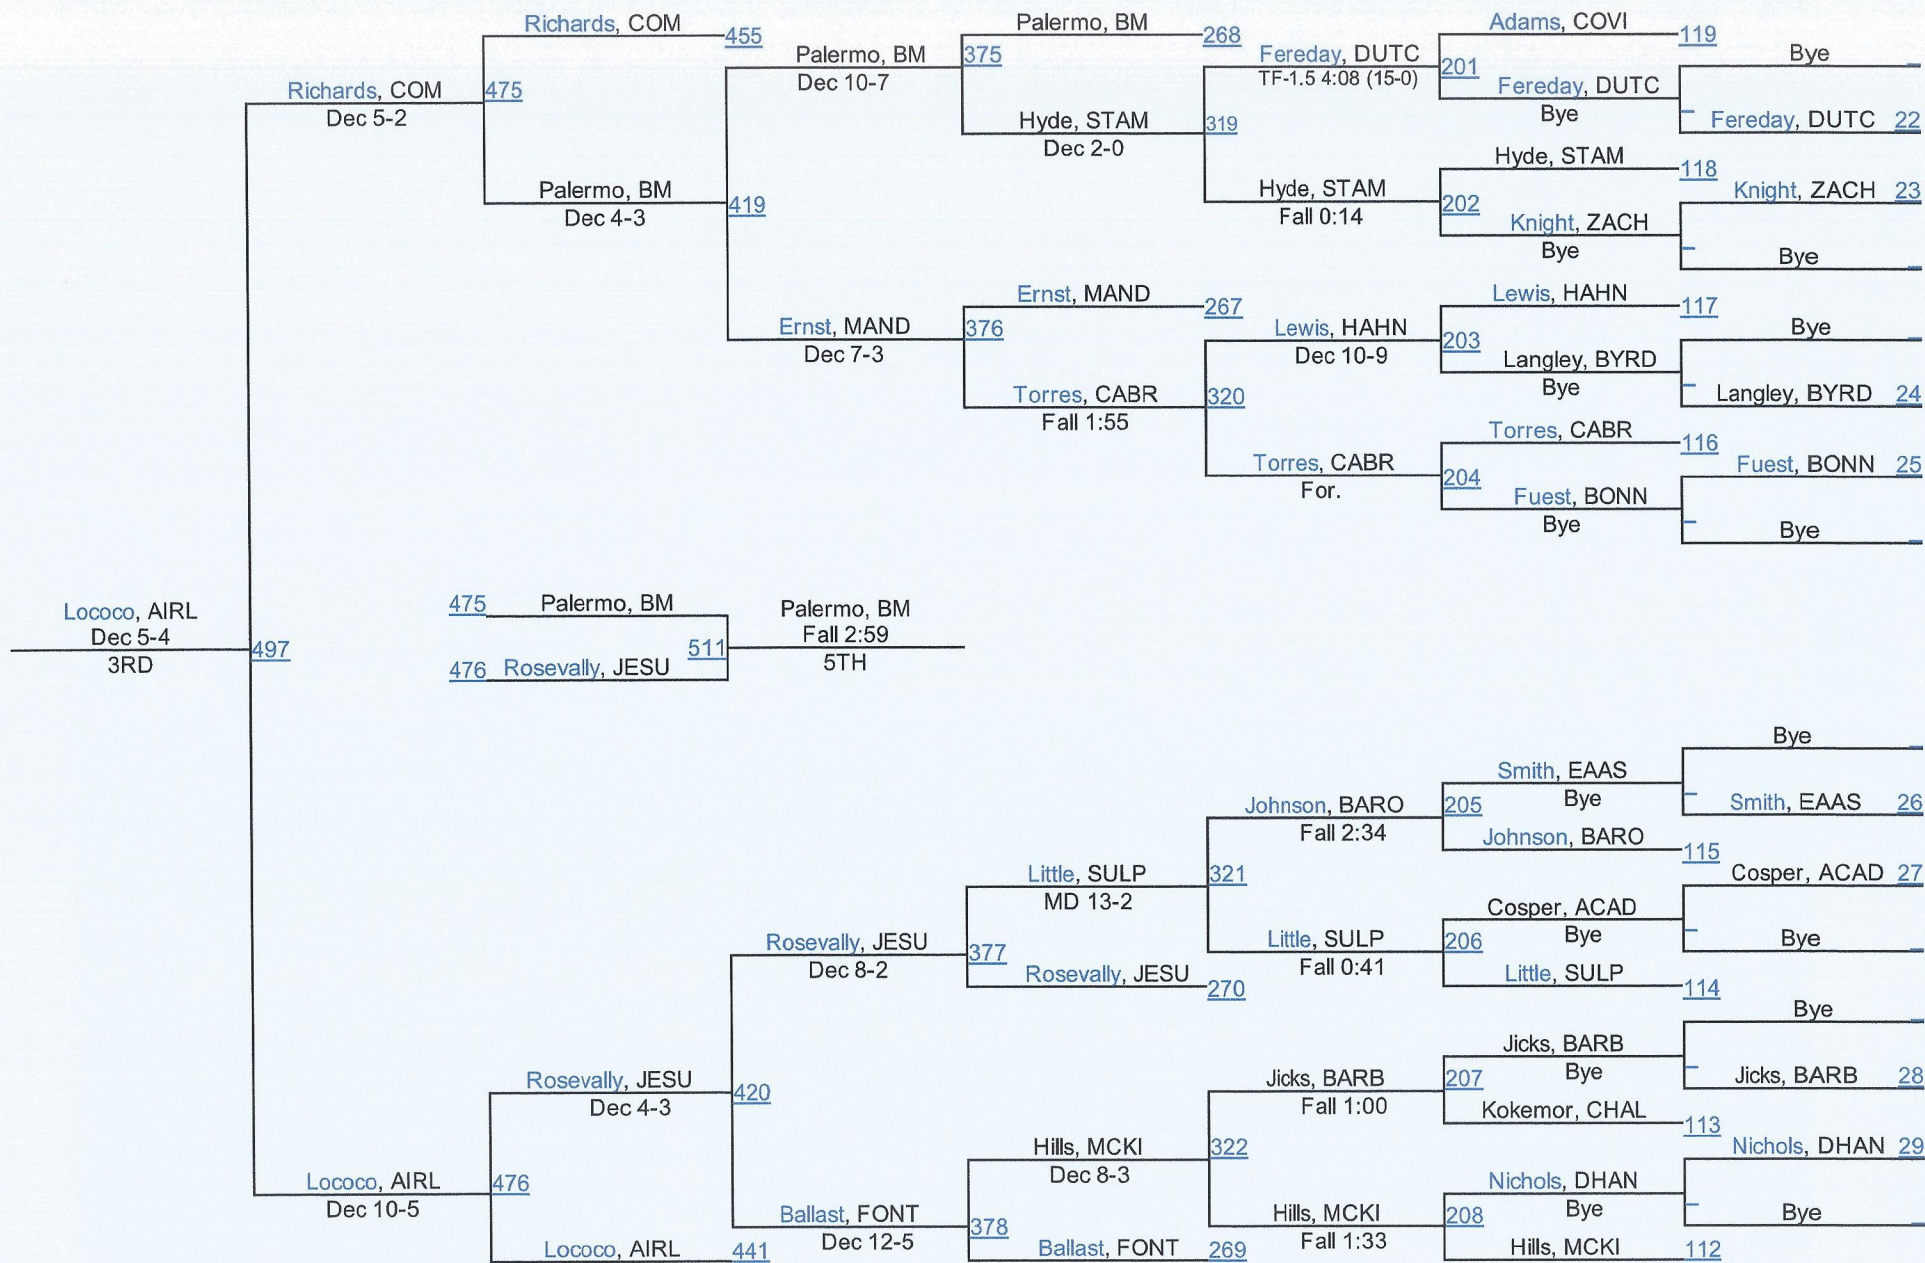 Richards, COM
455
Palermo, BM
268
Adams, COVI
119
Palermo, BM
Dec 10-7
375
Fereday, DUTC
TF-1.5 4:08 (15-0)
201
Bye
Richards, COM
Dec 5-2
475
Fereday, DUTC
Bye
Hyde, STAM
Dec 2-0
319
Fereday, DUTC 22
Hyde, STAM
118
Palermo, BM
Dec 4-3
419
Hyde, STAM
Fall 0:14
202
Knight, ZACH 23
Knight, ZACH
Bye
Bye
Ernst, MAND
267
Lewis, HAHN
117
Ernst, MAND
Dec 7-3
376
Lewis, HAHN
Dec 10-9
203
Bye
Langley, BYRD
Bye
Torres, CABR
Fall 1:55
320
Langley, BYRD 24
Torres, CABR
116
Torres, CABR
For.
204
Fuest, BONN 25
Fuest, BONN
Bye
Bye
Lococo, AIRL
Dec 5-4
3RD
497
475 Palermo, BM
511
476 Rosevally, JESU
Palermo, BM
Fall 2:59
5TH
Bye
Smith, EAAS
Bye
Smith, EAAS 26
Johnson, BARO
Fall 2:34
205
Johnson, BARO
115
Little, SULP
MD 13-2
321
Cosper, ACAD 27
Cosper, ACAD
Bye
Rosevally, JESU
Dec 8-2
377
Little, SULP
Fall 0:41
206
Bye
Rosevally, JESU
270
Little, SULP
114
Bye
Jicks, BARB
Bye
Rosevally, JESU
Dec 4-3
420
Jicks, BARB
Fall 1:00
207
Jicks, BARB 28
Kokemor, CHAL
113
Hills, MCKI
Dec 8-3
322
Nichols, DHAN 29
Lococo, AIRL
Dec 10-5
476
Nichols, DHAN
Bye
Ballast, FONT
Dec 12-5
378
Hills, MCKI
Fall 1:33
208
Bye
Lococo, AIRL
441
Ballast, FONT
269
Hills, MCKI
112